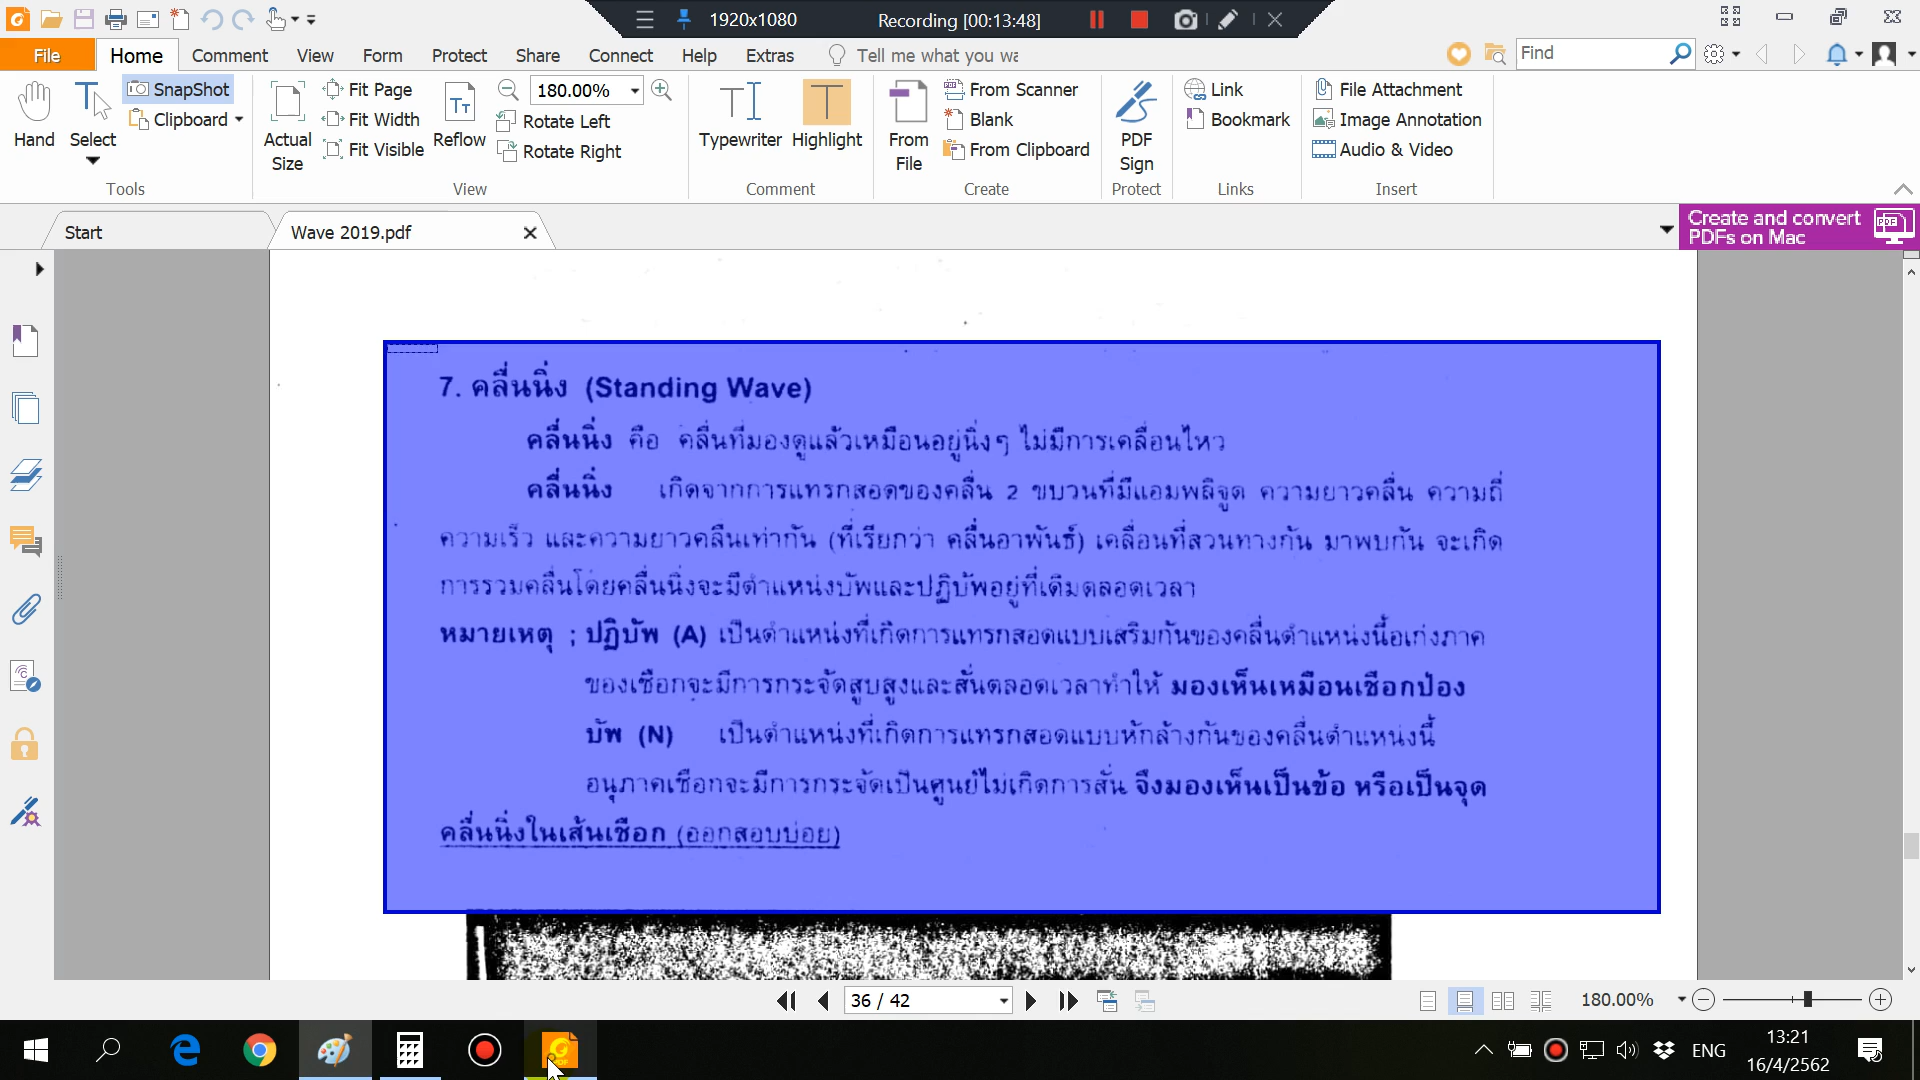 1920x1080
Recording [00:13:48]
File Home Comment View Form Protect Share Connect Help Extras Tell me what you wa Find
Hand Select SnapShot Clipboard Tools
Actual Size Fit Page Fit Width Fit Visible Reflow 180.00% Rotate Left Rotate Right View
Typewriter Highlight Comment
From File From Scanner Blank From Clipboard Create
PDF Sign Protect
Link Bookmark Links
File Attachment Image Annotation Audio & Video Insert
Start Wave 2019.pdf
Create and convert PDFs on Mac
7. คลื่นนิ่ง (Standing Wave)
คลื่นนิ่ง คือ คลื่นที่มองดูแล้วเหมือนอยู่นิ่งๆ ไม่มีการเคลื่อนไหว
คลื่นนิ่ง เกิดจากการแทรกสอดของคลื่น 2 ขบวนที่มีแอมพลิจูด ความยาวคลื่น ความถี่
ความเร็ว และความยาวคลื่นเท่ากัน (ที่เรียกว่า คลื่นอาพันธ์) เคลื่อนที่สวนทางกัน มาพบกัน จะเกิด
การรวมคลื่นโดยคลื่นนิ่งจะมีตำแหน่งบัพและปฏิบัพอยู่ที่เดิมตลอดเวลา
หมายเหตุ ; ปฏิบัพ (A) เป็นตำแหน่งที่เกิดการแทรกสอดแบบเสริมกันของคลื่นตำแหน่งนี้อเก่งภาค
ของเชือกจะมีการกระจัดสูบสูงและสั่นตลอดเวลาทำให้ มองเห็นเหมือนเชือกป่อง
บัพ (N) เป็นตำแหน่งที่เกิดการแทรกสอดแบบหักล้างกันของคลื่นตำแหน่งนี้
อนุภาคเชือกจะมีการกระจัดเป็นศูนย์ไม่เกิดการสั่น จึงมองเห็นเป็นข้อ หรือเป็นจุด
คลื่นนิ่งในเส้นเชือก (ออกสอบบ่อย)
36 / 42
180.00%
ENG
13:21
16/4/2562